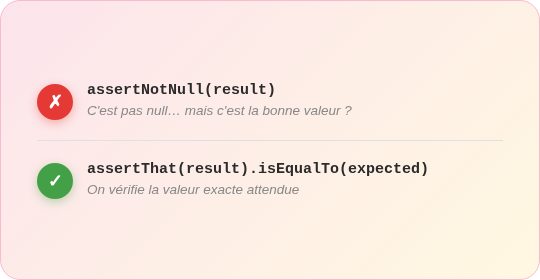 ✗
assertNotNull(result)
C'est pas null… mais c'est la bonne valeur ?
✓
assertThat(result).isEqualTo(expected)
On vérifie la valeur exacte attendue